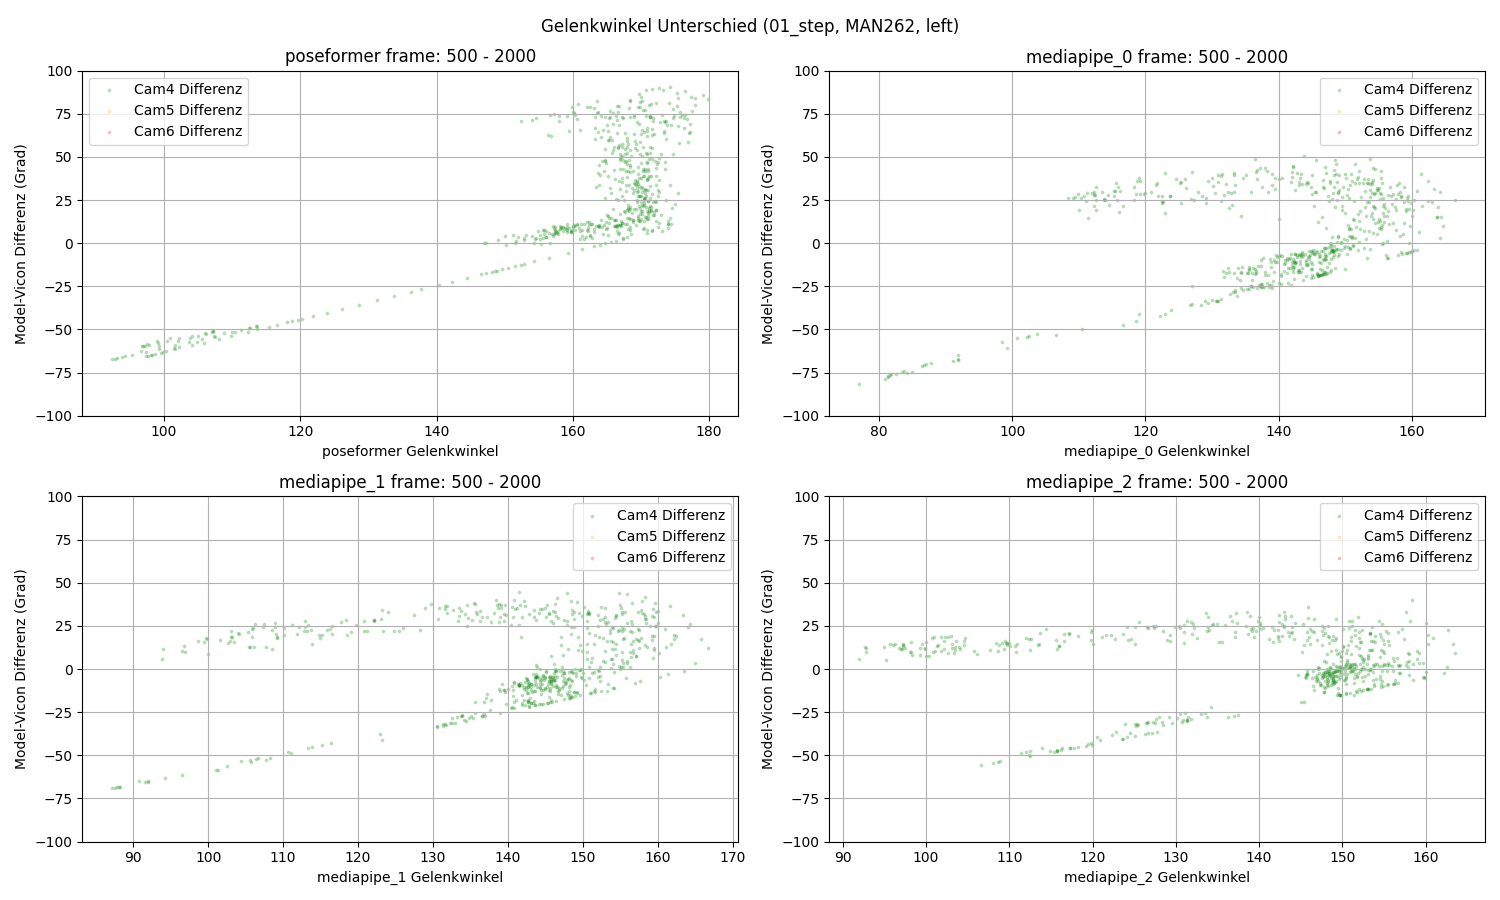 Gelenkwinkel Unterschied (01_step, MAN262, left)
poseformer frame: 500 - 2000
100
75
50
25
0
−25
−50
−75
−100
Model-Vicon Differenz (Grad)
Cam4 Differenz
Cam5 Differenz
Cam6 Differenz
100 120 140 160 180
poseformer Gelenkwinkel
mediapipe_0 frame: 500 - 2000
100
75
50
25
0
−25
−50
−75
−100
Model-Vicon Differenz (Grad)
Cam4 Differenz
Cam5 Differenz
Cam6 Differenz
80 100 120 140 160
mediapipe_0 Gelenkwinkel
mediapipe_1 frame: 500 - 2000
100
75
50
25
0
−25
−50
−75
−100
Model-Vicon Differenz (Grad)
Cam4 Differenz
Cam5 Differenz
Cam6 Differenz
90 100 110 120 130 140 150 160 170
mediapipe_1 Gelenkwinkel
mediapipe_2 frame: 500 - 2000
100
75
50
25
0
−25
−50
−75
−100
Model-Vicon Differenz (Grad)
Cam4 Differenz
Cam5 Differenz
Cam6 Differenz
90 100 110 120 130 140 150 160
mediapipe_2 Gelenkwinkel